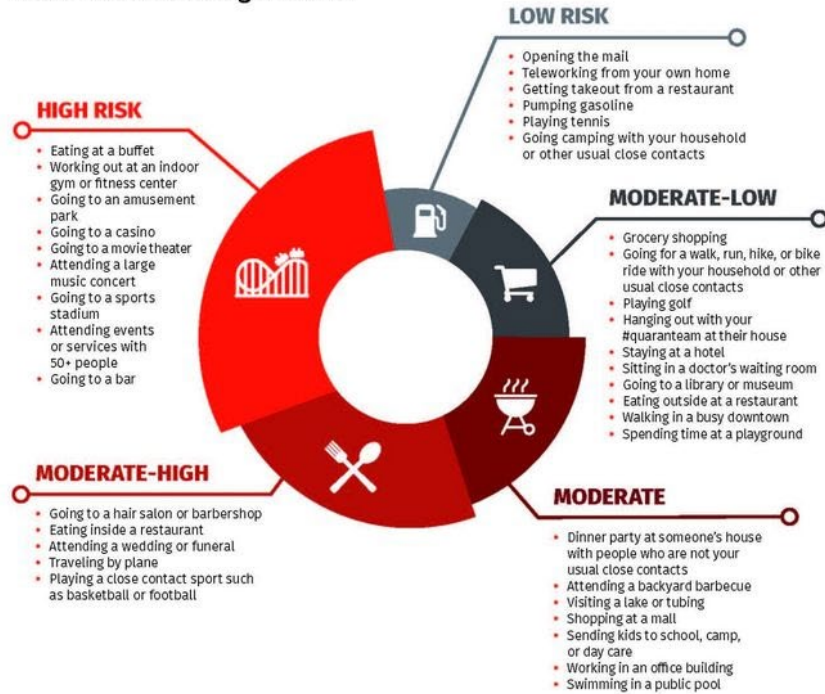 LOW RISK
• Opening the mail
• Teleworking from your own home
• Getting takeout from a restaurant
• Pumping gasoline
• Playing tennis
• Going camping with your household
or other usual close contacts
HIGH RISK
• Eating at a buffet
• Working out at an indoor
gym or fitness center
• Going to an amusement
park
• Going to a casino
• Going to a movie theater
• Attending a large
music concert
• Going to a sports
stadium
• Attending events
or services with
50+ people
• Going to a bar
MODERATE-LOW
• Grocery shopping
• Going for a walk, run, hike, or bike
ride with your household or other
usual close contacts
• Playing golf
• Hanging out with your
#quaranteam at their house
• Staying at a hotel
• Sitting in a doctor's waiting room
• Going to a library or museum
• Eating outside at a restaurant
• Walking in a busy downtown
• Spending time at a playground
MODERATE-HIGH
• Going to a hair salon or barbershop
• Eating inside a restaurant
• Attending a wedding or funeral
• Traveling by plane
• Playing a close contact sport such
as basketball or football
MODERATE
• Dinner party at someone's house
with people who are not your
usual close contacts
• Attending a backyard barbecue
• Visiting a lake or tubing
• Shopping at a mall
• Sending kids to school, camp,
or day care
• Working in an office building
• Swimming in a public pool